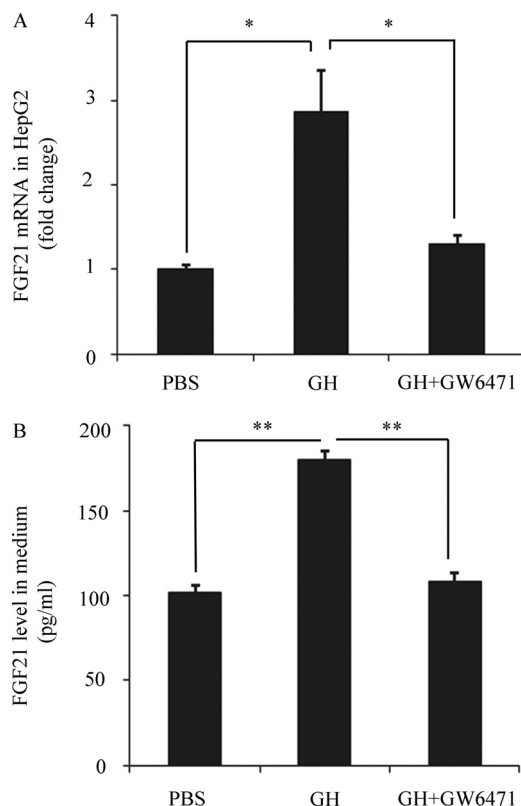 A
FGF21 mRNA in HepG2
(fold change)
4
3
2
1
0
*
*
PBS
GH
GH+GW6471
B
FGF21 level in medium
(pg/ml)
200
150
100
50
0
**
**
PBS
GH
GH+GW6471